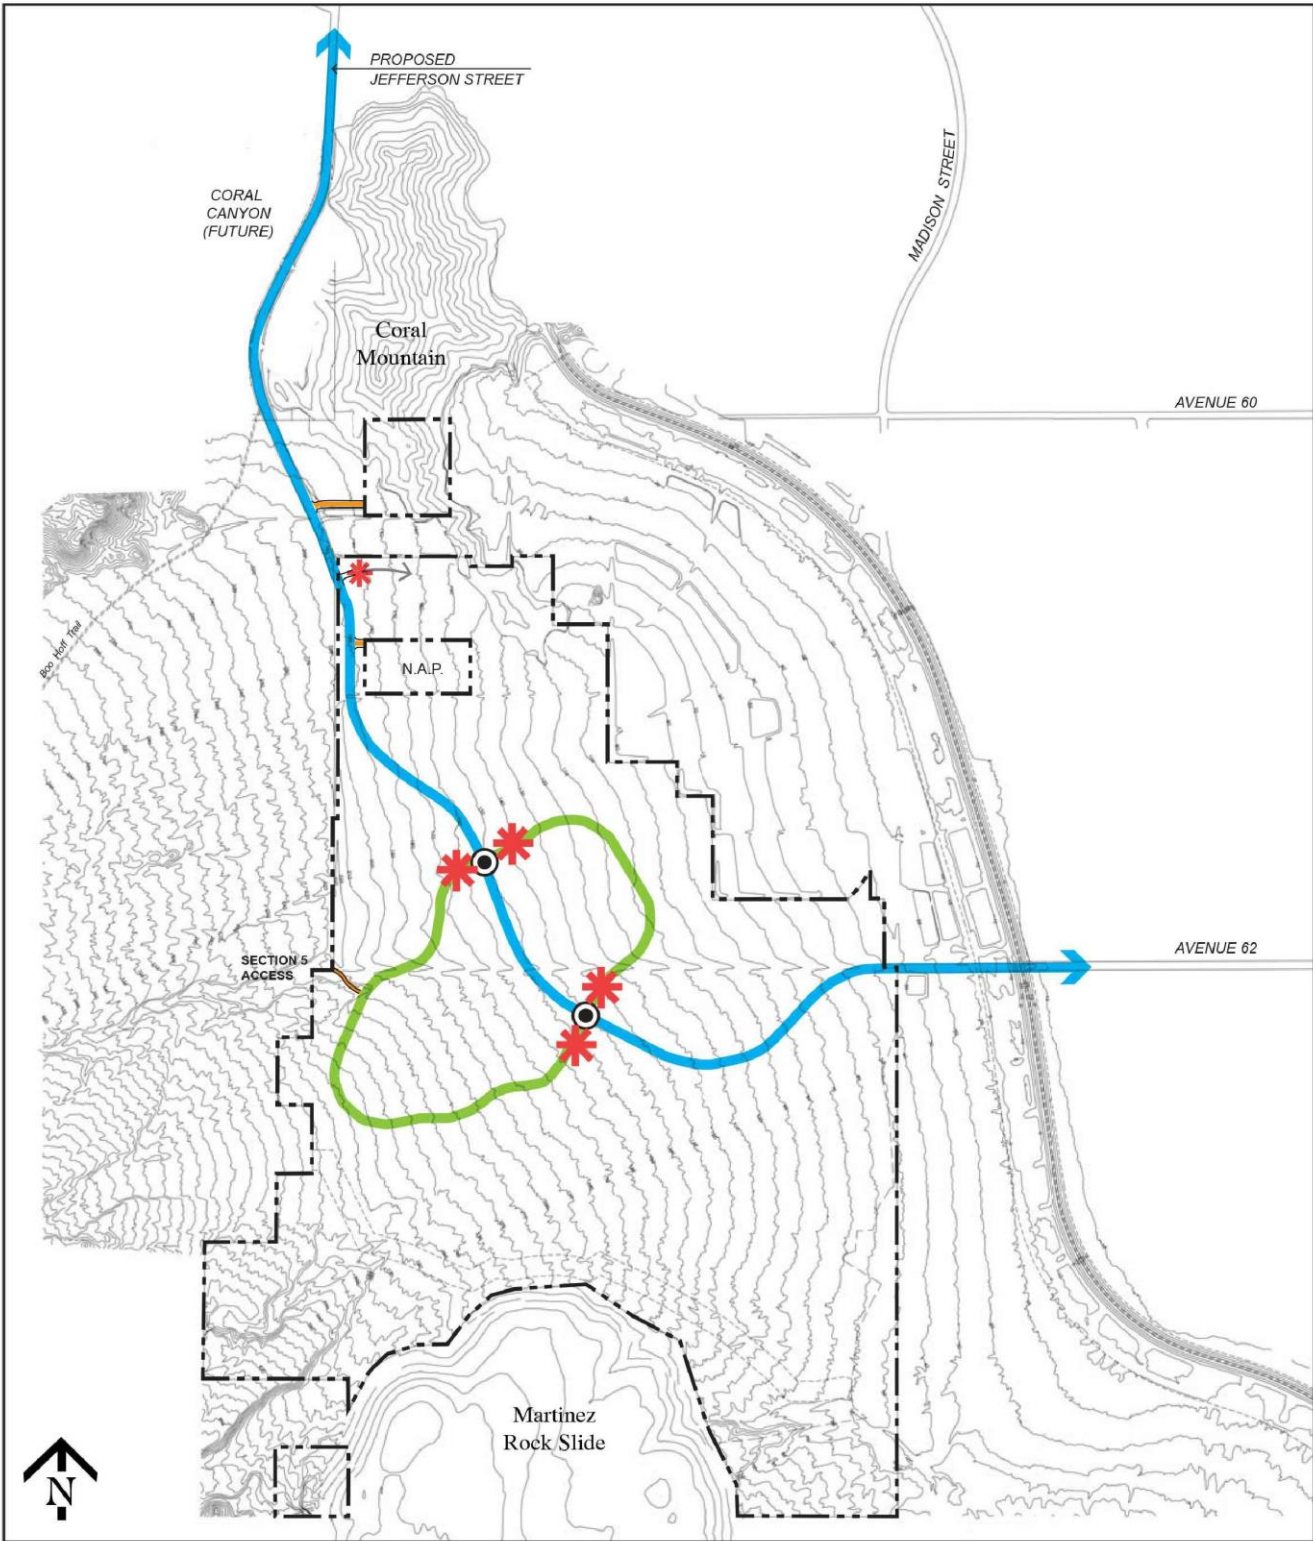 PROPOSED
JEFFERSON STREET
CORAL
CANYON
(FUTURE)
MADISON STREET
Coral
Mountain
AVENUE 60
Boo Hoff Trail
N.A.P.
SECTION 5
ACCESS
AVENUE 62
Martinez
Rock Slide
N